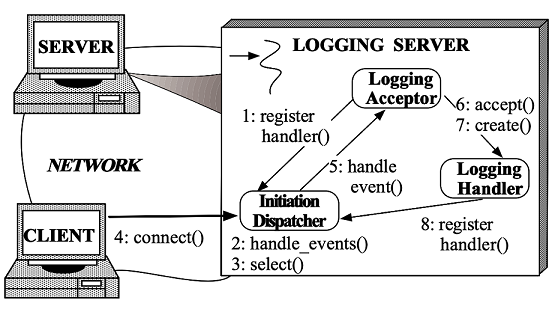 SERVER
LOGGING SERVER
Logging
Acceptor
1: register
handler()
6: accept()
7: create()
NETWORK
5: handle
event()
Logging
Handler
Initiation
Dispatcher
CLIENT
4: connect()
2: handle_events()
3: select()
8: register
handler()